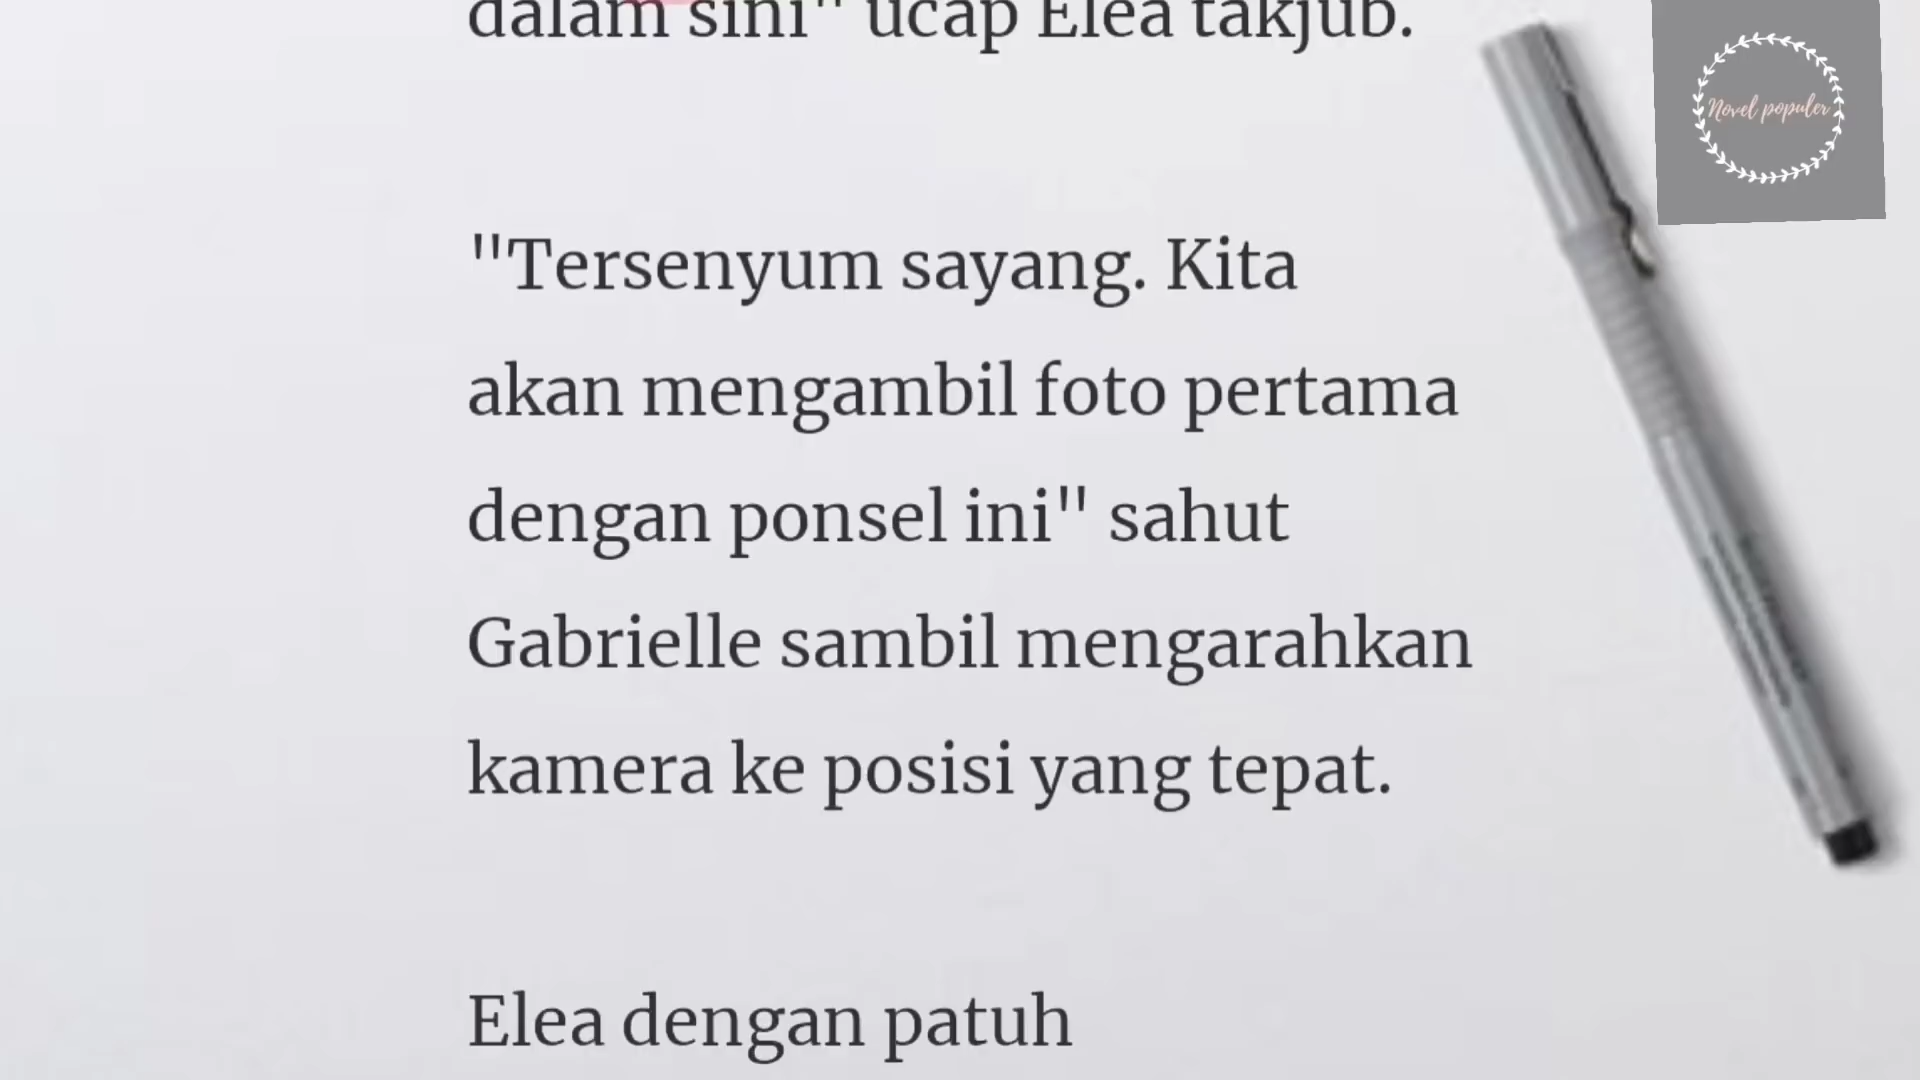 dalam sini" ucap Elea takjub.
Novel populer
"Tersenyum sayang. Kita
akan mengambil foto pertama
dengan ponsel ini" sahut
Gabrielle sambil mengarahkan
kamera ke posisi yang tepat.
Elea dengan patuh